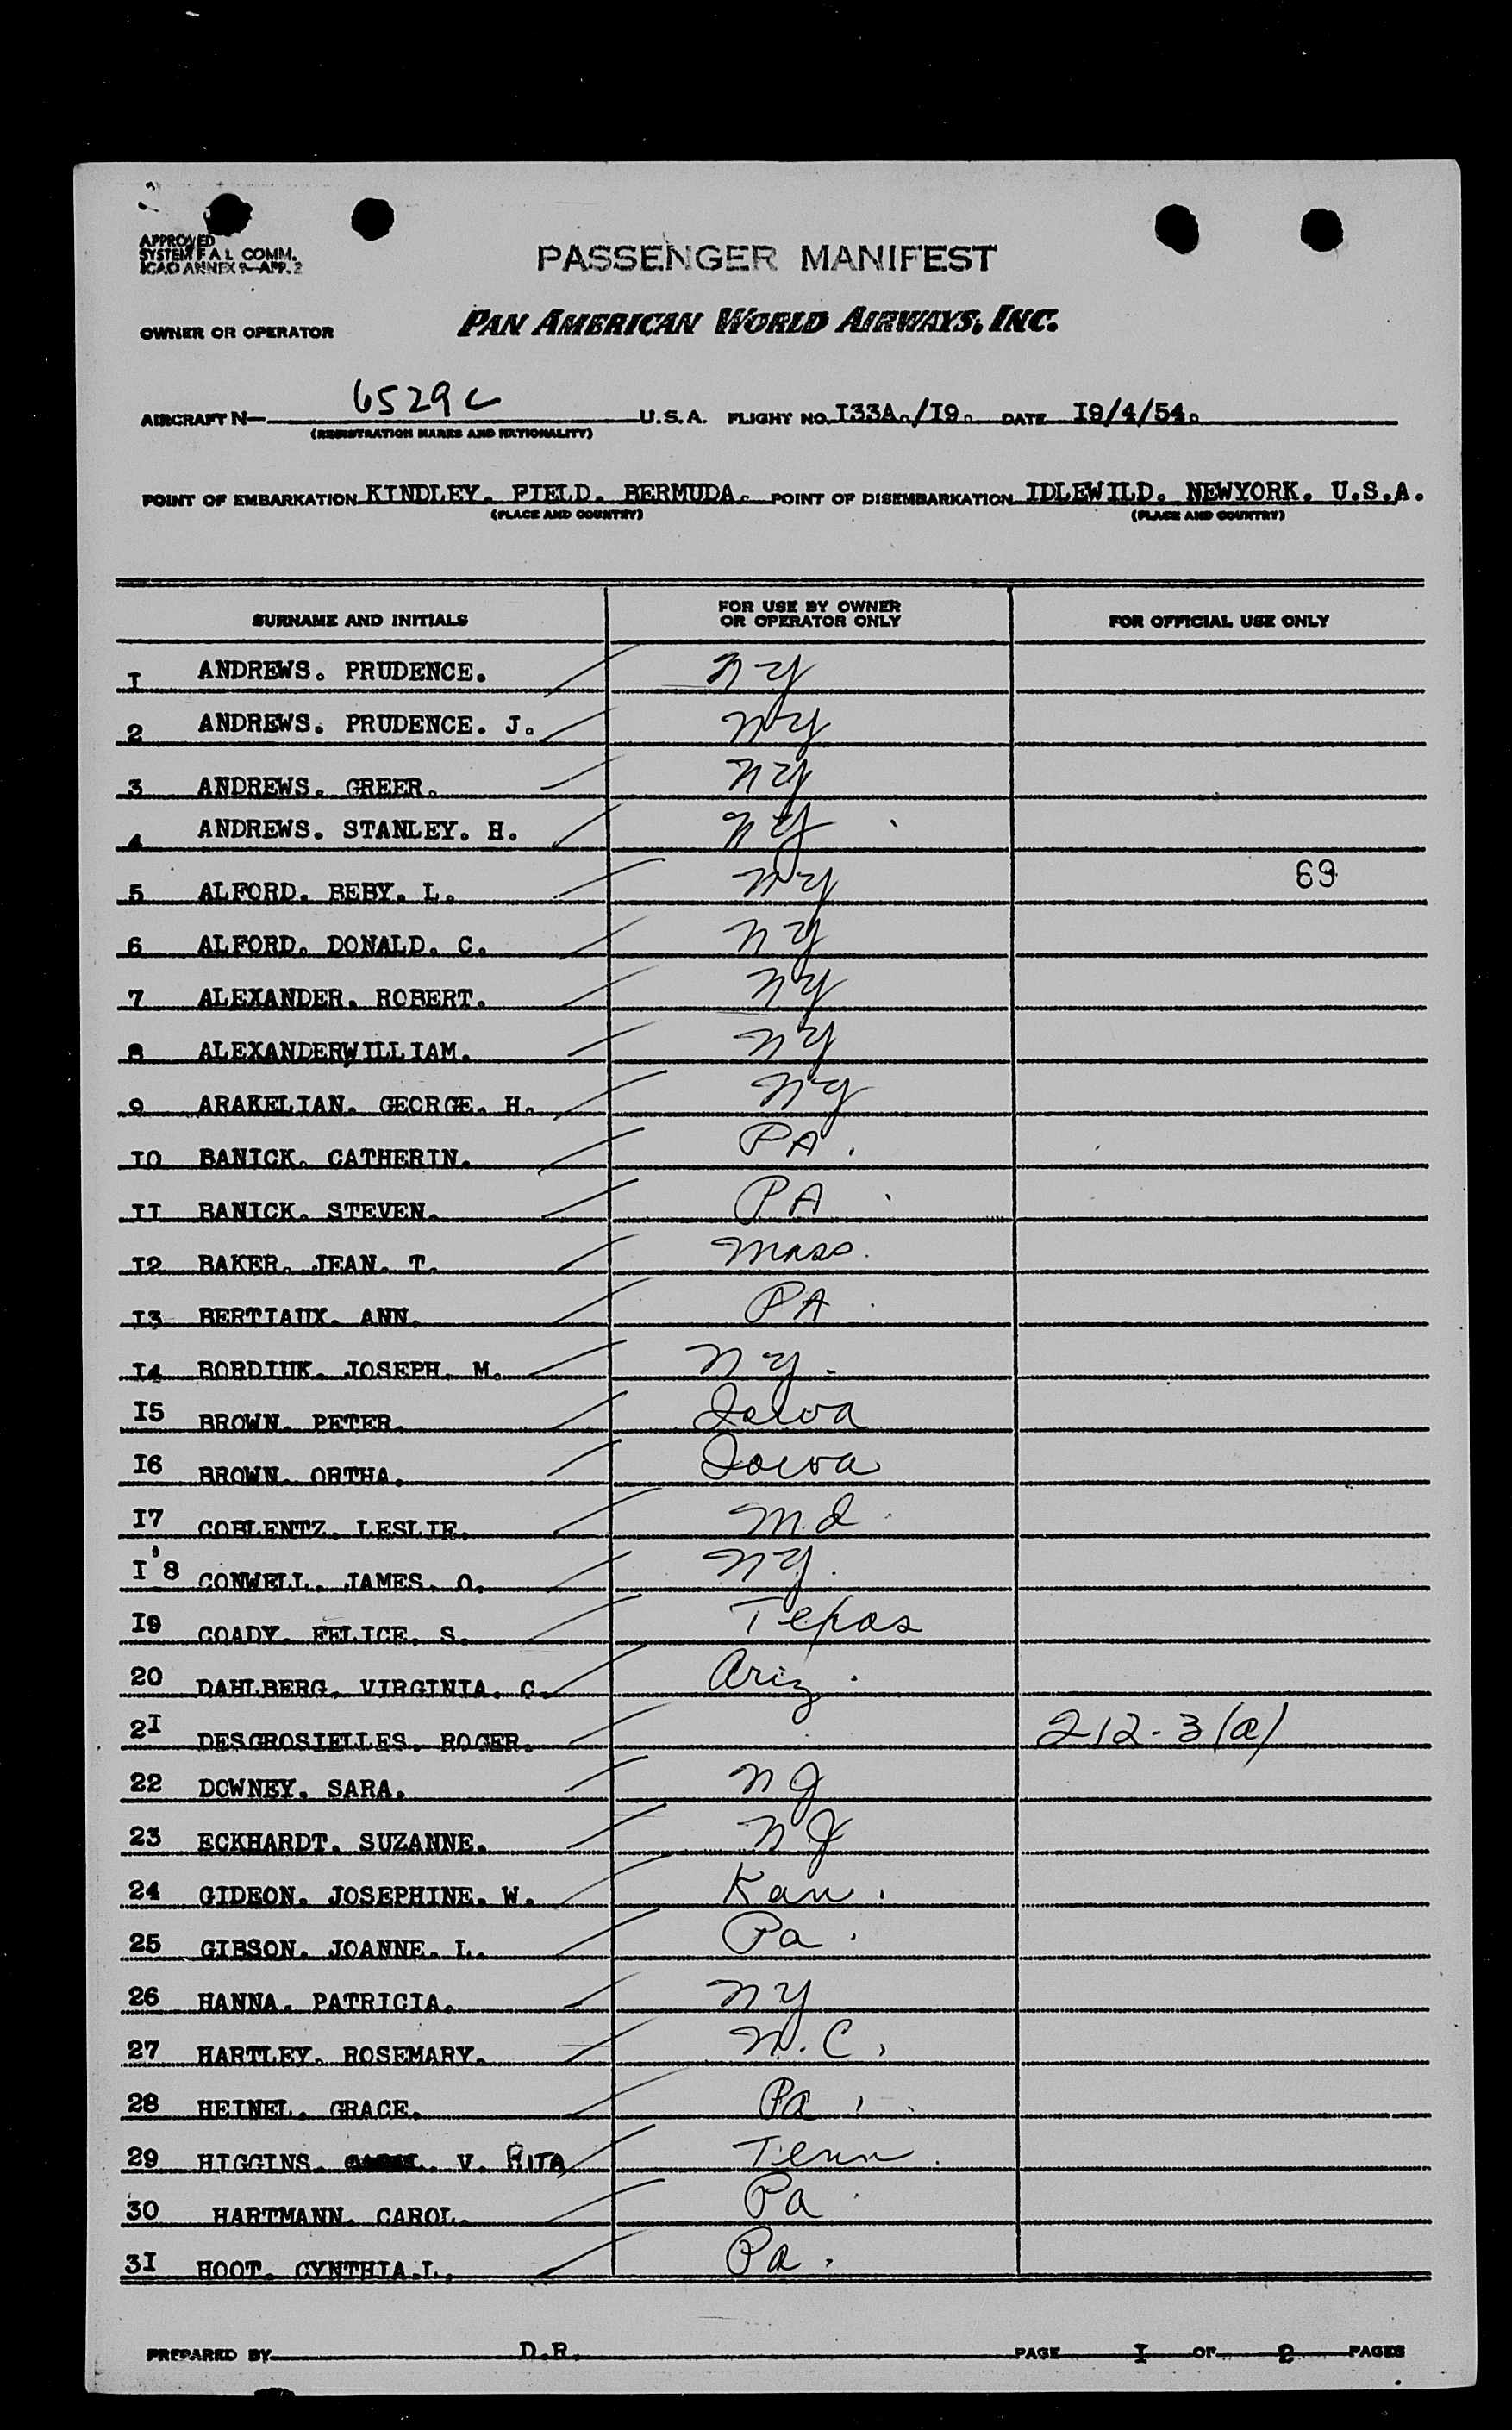 APPROVED
SYSTEM F A L COMM.
ICAO ANNEX 9—APP. 2
PASSENGER MANIFEST
OWNER OR OPERATOR PAN AMERICAN WORLD AIRWAYS, INC.
AIRCRAFT N— 6529C U.S.A. FLIGHT NO. I33A./I9. DATE I9/4/54.
(REGISTRATION MARKS AND NATIONALITY)
POINT OF EMBARKATION KINDLEY. FIELD. BERMUDA. POINT OF DISEMBARKATION IDLEWILD. NEWYORK. U.S.A.
(PLACE AND COUNTRY) (PLACE AND COUNTRY)
SURNAME AND INITIALS FOR USE BY OWNER OR OPERATOR ONLY FOR OFFICIAL USE ONLY
I ANDREWS. PRUDENCE. NY
2 ANDREWS. PRUDENCE. J. NY
3 ANDREWS. GREER. NY
4 ANDREWS. STANLEY. H. NY
5 ALFORD. BEBY. L. NY 69
6 ALFORD. DONALD. C. NY
7 ALEXANDER. ROBERT. NY
8 ALEXANDERWILLIAM. NY
9 ARAKELIAN. GEORGE. H. NY
IO BANICK. CATHERIN. PA.
II BANICK. STEVEN. PA
I2 BAKER. JEAN. T. Mass.
I3 BERTIAUX. ANN. PA
I4 BORDIUK. JOSEPH. M. NY.
I5 BROWN. PETER. Iowa
I6 BROWN. ORTHA. Iowa
I7 COBLENTZ. LESLIE. Md.
I8 CONWELL. JAMES. O. NY.
I9 COADY. FELICE. S. Texas
20 DAHLBERG. VIRGINIA. C. Ariz.
2I DESGROSIELLES. ROGER. 212-3(a)
22 DOWNEY. SARA. NJ
23 ECKHARDT. SUZANNE. NJ
24 GIDEON. JOSEPHINE. W. Kan.
25 GIBSON. JOANNE. L. Pa.
26 HANNA. PATRICIA. NY
27 HARTLEY. ROSEMARY. N.C.
28 HEINEL. GRACE. Pa.
29 HIGGINS. V. RITA Tenn.
30 HARTMANN. CAROL. Pa.
3I HOOT. CYNTHIA.L. Pa.
PREPARED BY D.R. PAGE I OF 2 PAGES